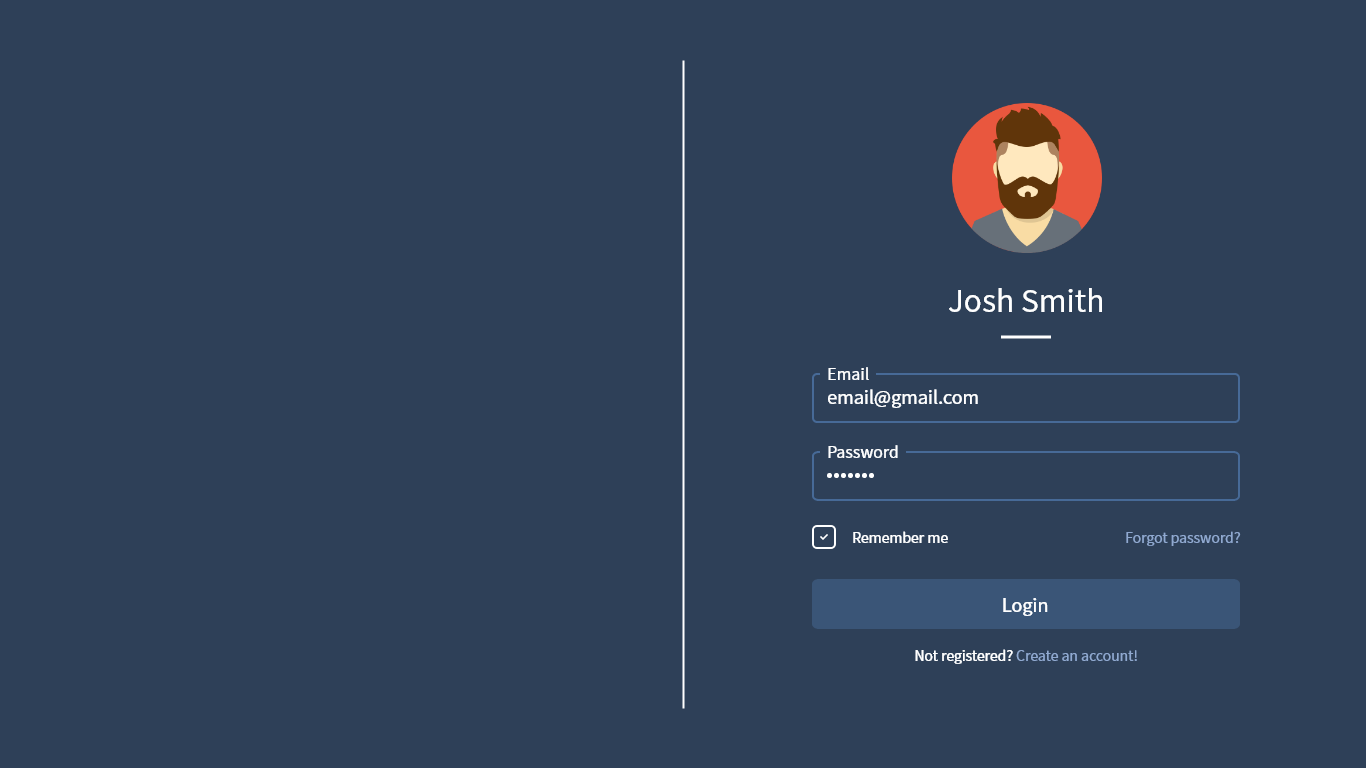 Josh Smith
Email
email@gmail.com
Password
•••••••
Remember me
Forgot password?
Login
Not registered? Create an account!